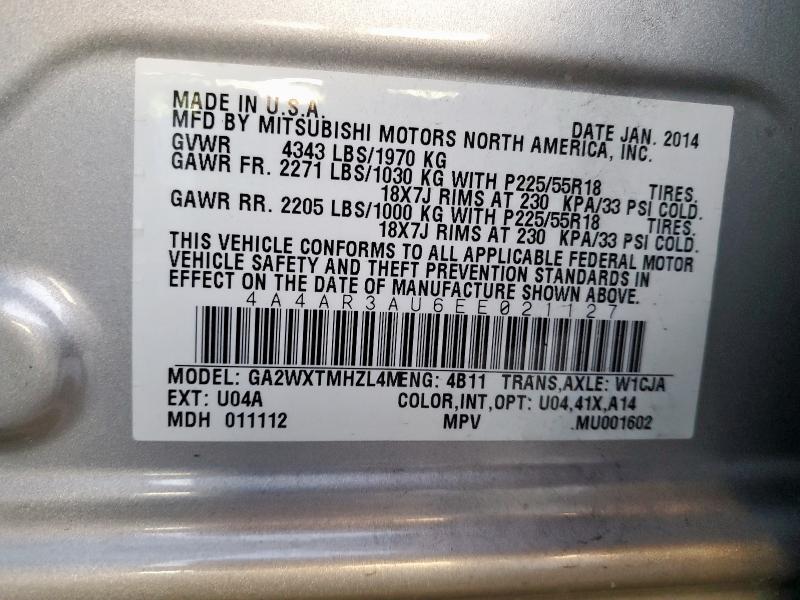 MADE IN U.S.A. DATE JAN. 2014
MFD BY MITSUBISHI MOTORS NORTH AMERICA, INC.
GVWR 4343 LBS/1970 KG
GAWR FR. 2271 LBS/1030 KG WITH P225/55R18 TIRES.
18X7J RIMS AT 230 KPA/33 PSI COLD.
GAWR RR. 2205 LBS/1000 KG WITH P225/55R18 TIRES.
18X7J RIMS AT 230 KPA/33 PSI COLD.
THIS VEHICLE CONFORMS TO ALL APPLICABLE FEDERAL MOTOR
VEHICLE SAFETY AND THEFT PREVENTION STANDARDS IN
EFFECT ON THE DATE OF MANUFACTURE SHOWN ABOVE.
4A4AR3AU6EE021127
MODEL: GA2WXTMHZL4M ENG: 4B11 TRANS,AXLE: W1CJA
EXT: U04A COLOR,INT,OPT: U04,41X,A14
MDH 011112 MPV .MU001602